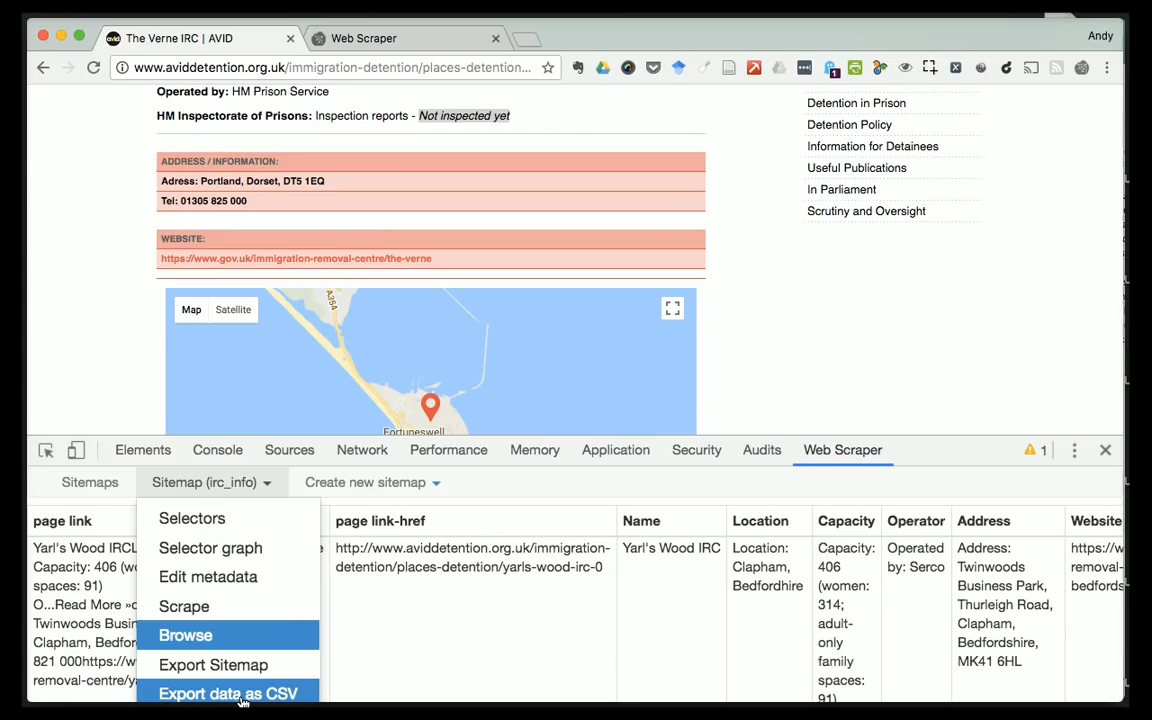 The Verne IRC | AVID
Web Scraper
Andy
www.aviddetention.org.uk/immigration-detention/places-detention...
Operated by: HM Prison Service
HM Inspectorate of Prisons: Inspection reports - Not inspected yet
ADDRESS / INFORMATION:
Adress: Portland, Dorset, DT5 1EQ
Tel: 01305 825 000
WEBSITE:
https://www.gov.uk/immigration-removal-centre/the-verne
Detention in Prison
Detention Policy
Information for Detainees
Useful Publications
In Parliament
Scrutiny and Oversight
Map Satellite
A354
Fortuneswell
Elements Console Sources Network Performance Memory Application Security Audits Web Scraper 1
Sitemaps Sitemap (irc_info) Create new sitemap
Selectors
Selector graph
Edit metadata
Scrape
Browse
Export Sitemap
Export data as CSV
page link
Yarl's Wood IRCL
Capacity: 406 (wo
spaces: 91)
O...Read More »
Twinwoods Busin
Clapham, Bedford
821 000https://w
removal-centre/ya
page link-href
http://www.aviddetention.org.uk/immigration-
detention/places-detention/yarls-wood-irc-0
Name
Yarl's Wood IRC
Location
Location:
Clapham,
Bedfordhire
Capacity
Capacity:
406
(women:
314;
adult-
only
family
spaces:
91)
Operator
Operated
by: Serco
Address
Address:
Twinwoods
Business Park,
Thurleigh Road,
Clapham,
Bedfordshire,
MK41 6HL
Website
https://w
removal-
bedfords